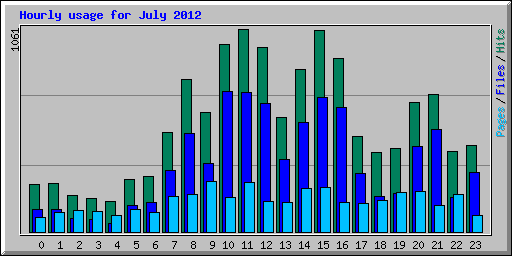 Hourly usage for July 2012
1061
Pages / Files / Hits
0 1 2 3 4 5 6 7 8 9 10 11 12 13 14 15 16 17 18 19 20 21 22 23